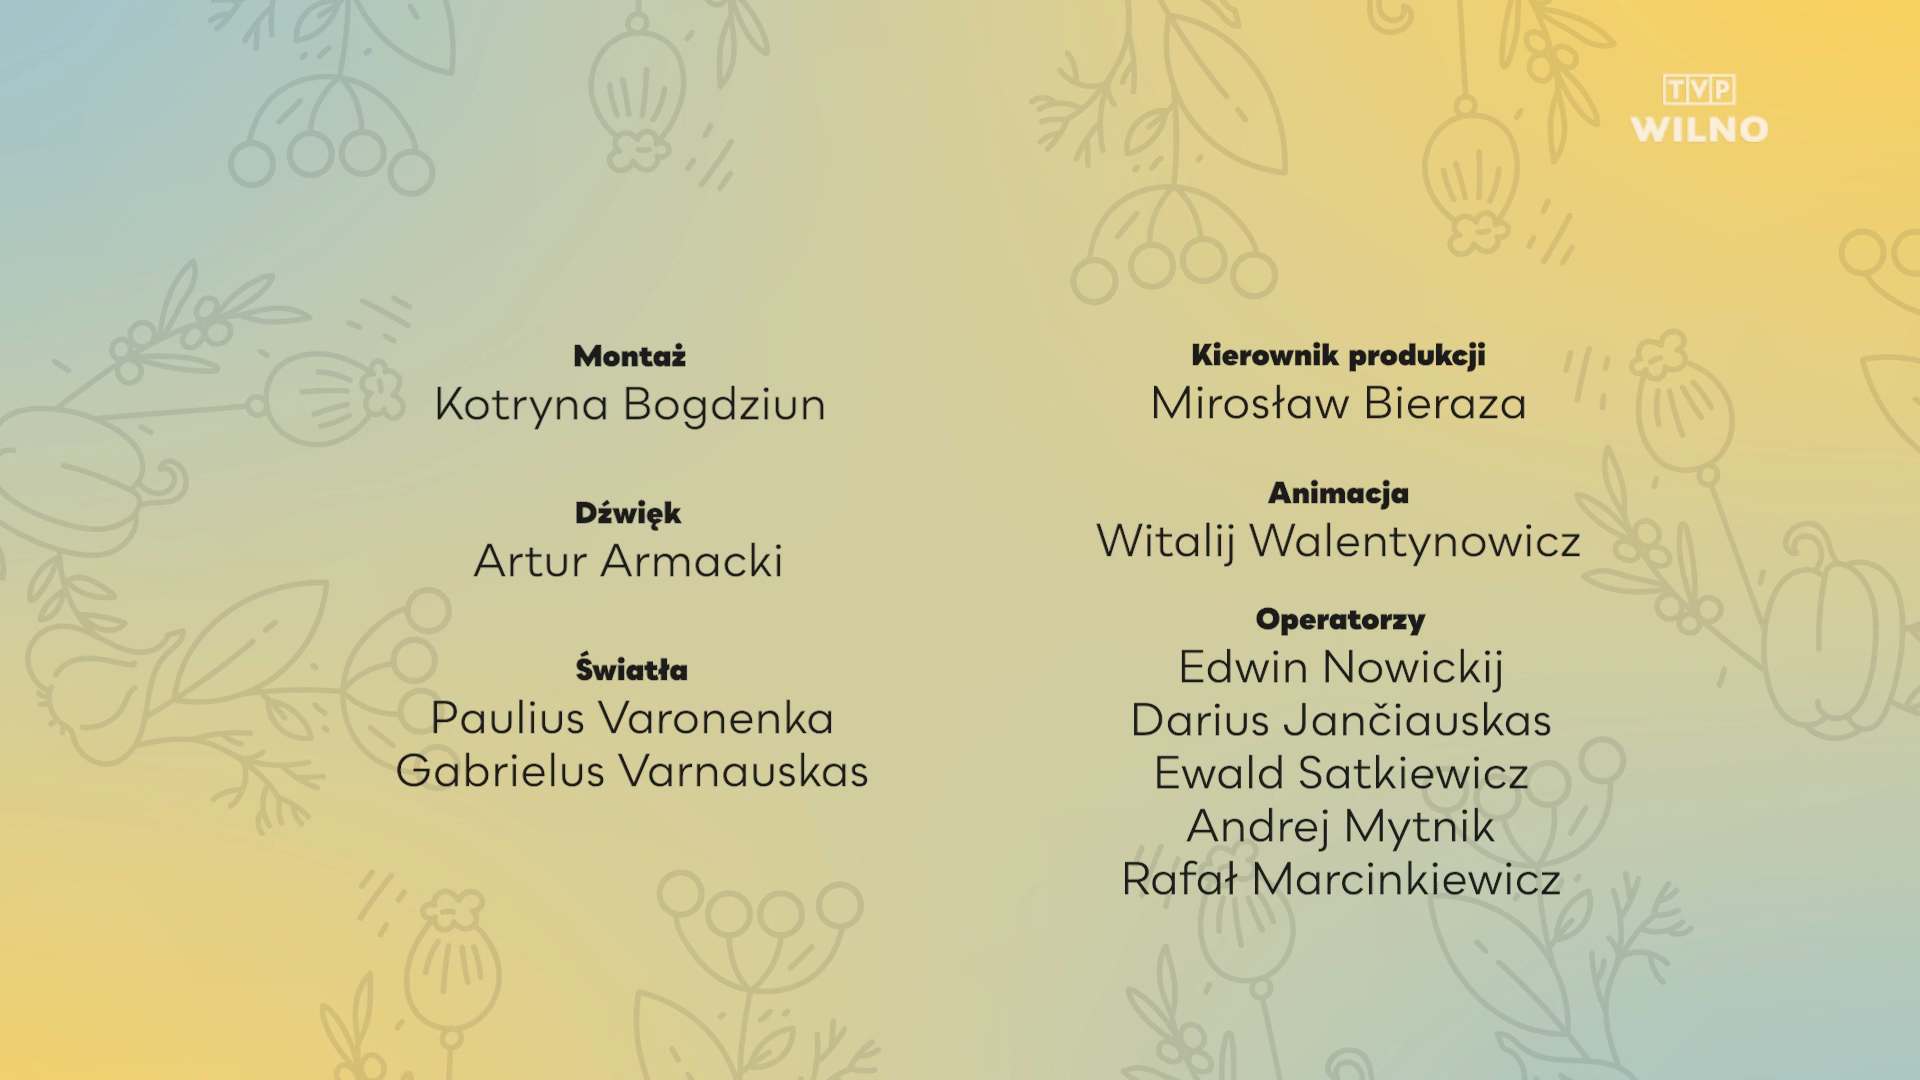 TVP
WILNO
Montaż
Kotryna Bogdziun
Dźwięk
Artur Armacki
Światła
Paulius Varonenka
Gabrielus Varnauskas
Kierownik produkcji
Mirosław Bieraza
Animacja
Witalij Walentynowicz
Operatorzy
Edwin Nowickij
Darius Jančiauskas
Ewald Satkiewicz
Andrej Mytnik
Rafał Marcinkiewicz